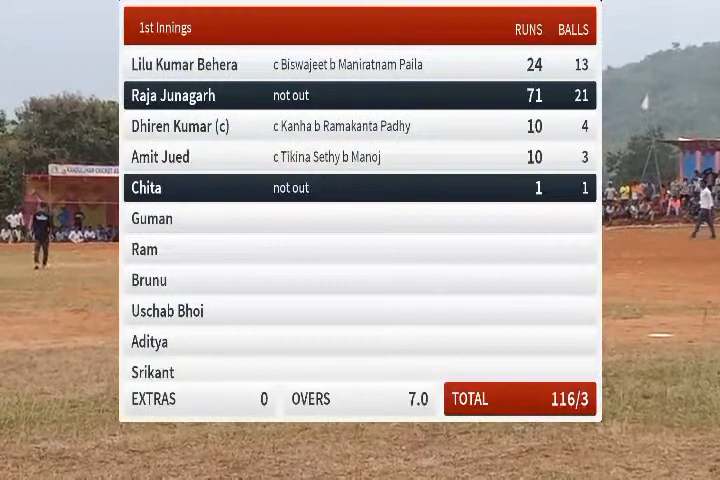 1st Innings RUNS BALLS
Lilu Kumar Behera c Biswajeet b Maniratnam Paila 24 13
Raja Junagarh not out 71 21
Dhiren Kumar (c) c Kanha b Ramakanta Padhy 10 4
Amit Jued c Tikina Sethy b Manoj 10 3
Chita not out 1 1
Guman
Ram
Brunu
Uschab Bhoi
Aditya
Srikant
EXTRAS 0 OVERS 7.0 TOTAL 116/3